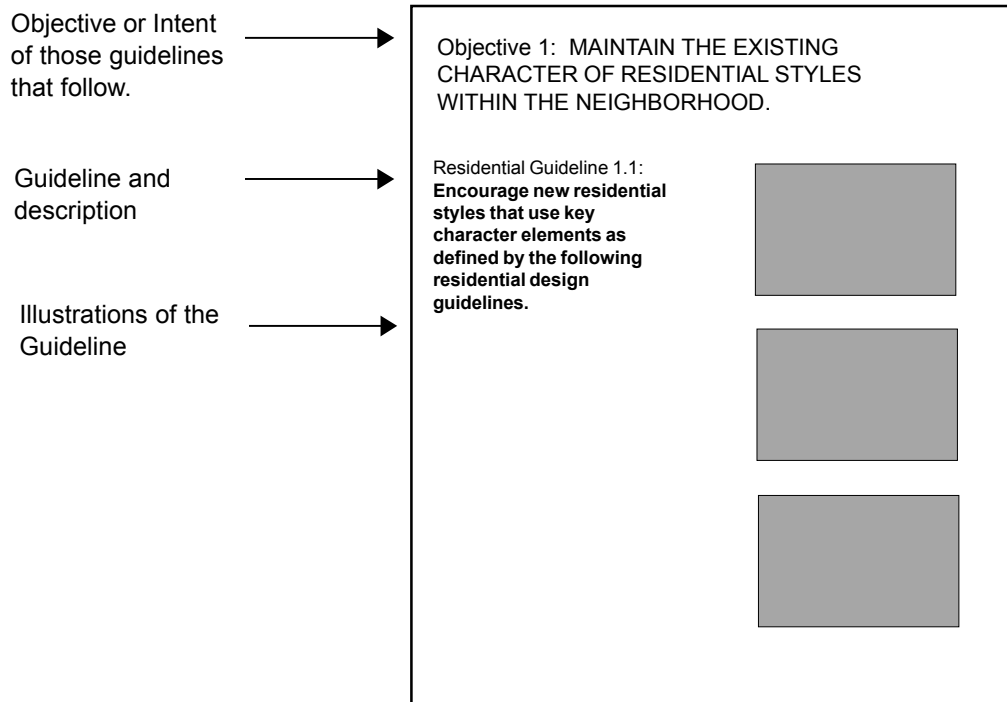 Objective or Intent
of those guidelines
that follow.
Objective 1: MAINTAIN THE EXISTING
CHARACTER OF RESIDENTIAL STYLES
WITHIN THE NEIGHBORHOOD.
Guideline and
description
Residential Guideline 1.1:
Encourage new residential
styles that use key
character elements as
defined by the following
residential design
guidelines.
Illustrations of the
Guideline